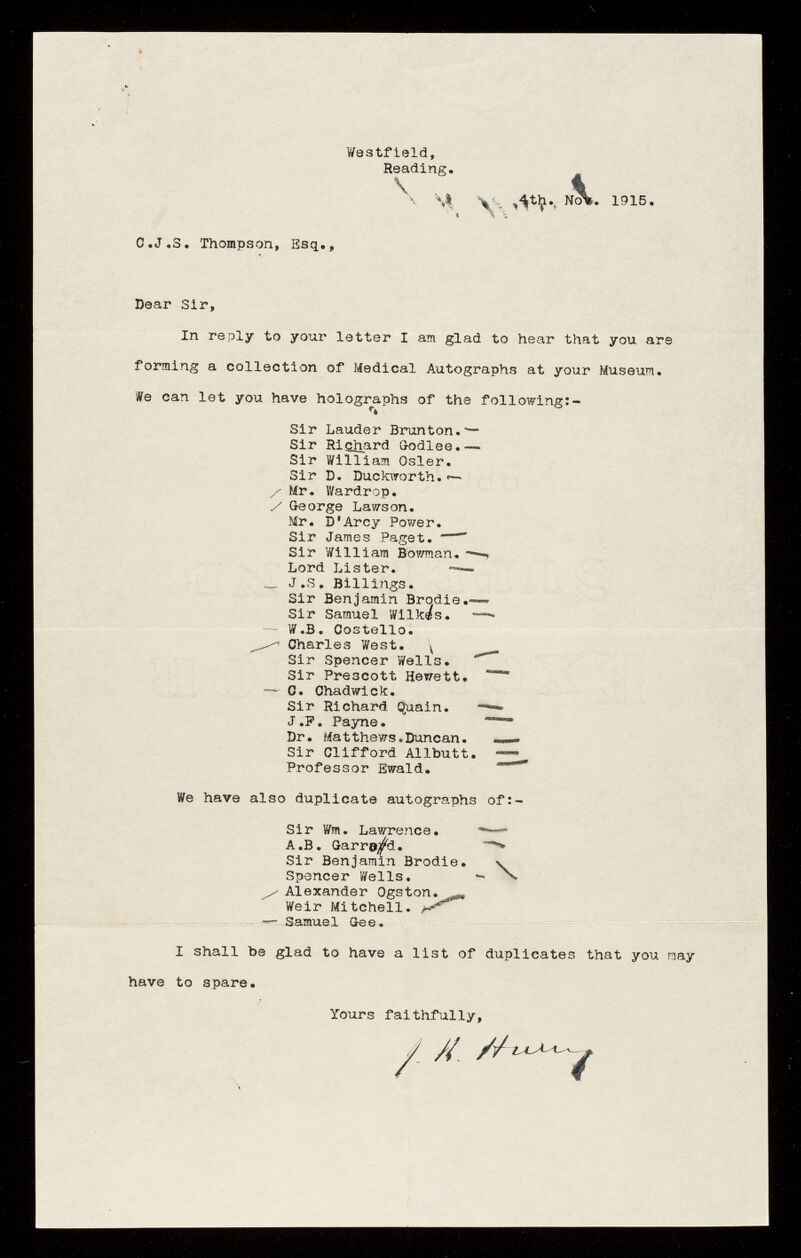 Westfield,
Reading.
4th. Nov. 1915.
C.J.S. Thompson, Esq.,
Dear Sir,
In reply to your letter I am glad to hear that you are
forming a collection of Medical Autographs at your Museum.
We can let you have holographs of the following:-
Sir Lauder Brunton.
Sir Richard Godlee.
Sir William Osler.
Sir D. Duckworth.
Mr. Wardrop.
George Lawson.
Mr. D'Arcy Power.
Sir James Paget.
Sir William Bowman.
Lord Lister.
J.S. Billings.
Sir Benjamin Brodie.
Sir Samuel Wilks.
W.B. Costello.
Charles West.
Sir Spencer Wells.
Sir Prescott Hewett.
C. Chadwick.
Sir Richard Quain.
J.F. Payne.
Dr. Matthews.Duncan.
Sir Clifford Allbutt.
Professor Ewald.
We have also duplicate autographs of:-
Sir Wm. Lawrence.
A.B. Garrod.
Sir Benjamin Brodie.
Spencer Wells.
Alexander Ogston.
Weir Mitchell.
Samuel Gee.
I shall be glad to have a list of duplicates that you may
have to spare.
Yours faithfully,